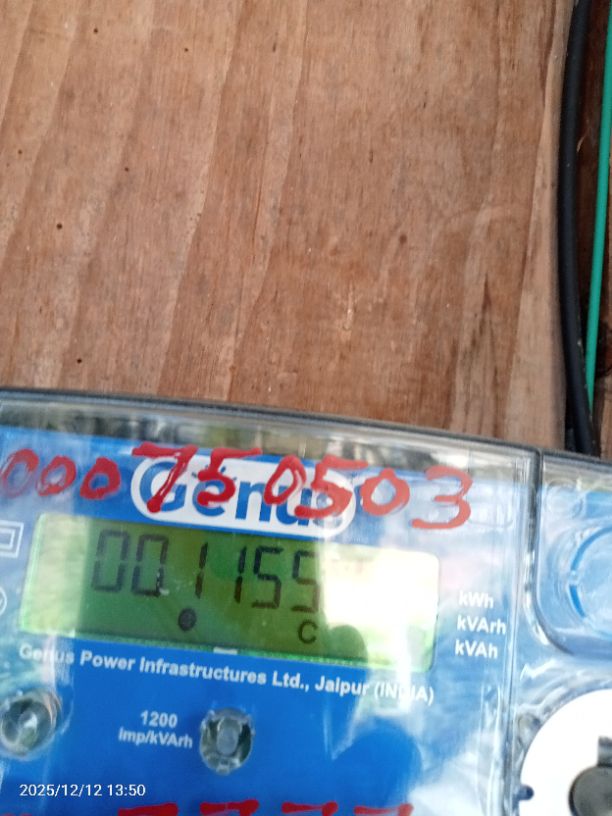 000750503
Genus
001155
C
kWh
kVArh
kVAh
Genus Power Infrastructures Ltd., Jaipur (INDIA)
1200
imp/kVArh
2025/12/12 13:50